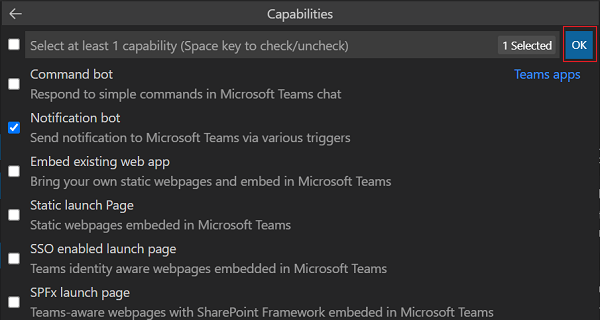 Capabilities
Select at least 1 capability (Space key to check/uncheck) 1 Selected OK
Command bot Teams apps
Respond to simple commands in Microsoft Teams chat
Notification bot
Send notification to Microsoft Teams via various triggers
Embed existing web app
Bring your own static webpages and embed in Microsoft Teams
Static launch Page
Static webpages embeded in Microsoft Teams
SSO enabled launch page
Teams identity aware webpages embedded in Microsoft Teams
SPFx launch page
Teams-aware webpages with SharePoint Framework embeded in Microsoft Teams